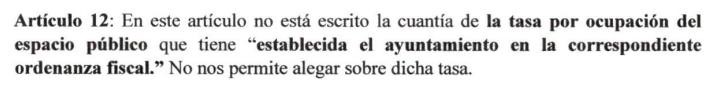 Artículo 12: En este artículo no está escrito la cuantía de la tasa por ocupación del
espacio público que tiene “establecida el ayuntamiento en la correspondiente
ordenanza fiscal.” No nos permite alegar sobre dicha tasa.